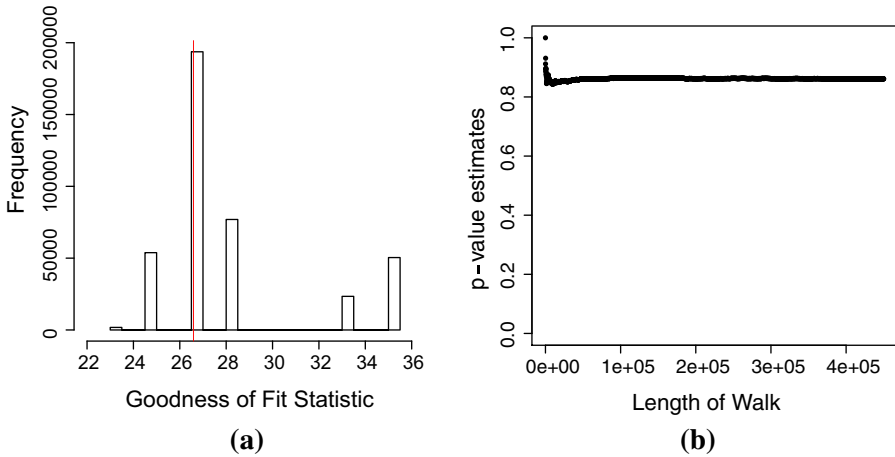 Frequency
0 50000 100000 150000 200000
22 24 26 28 30 32 34 36
Goodness of Fit Statistic
(a)
p-value estimates
0.0 0.2 0.4 0.6 0.8 1.0
0e+00 1e+05 2e+05 3e+05 4e+05
Length of Walk
(b)